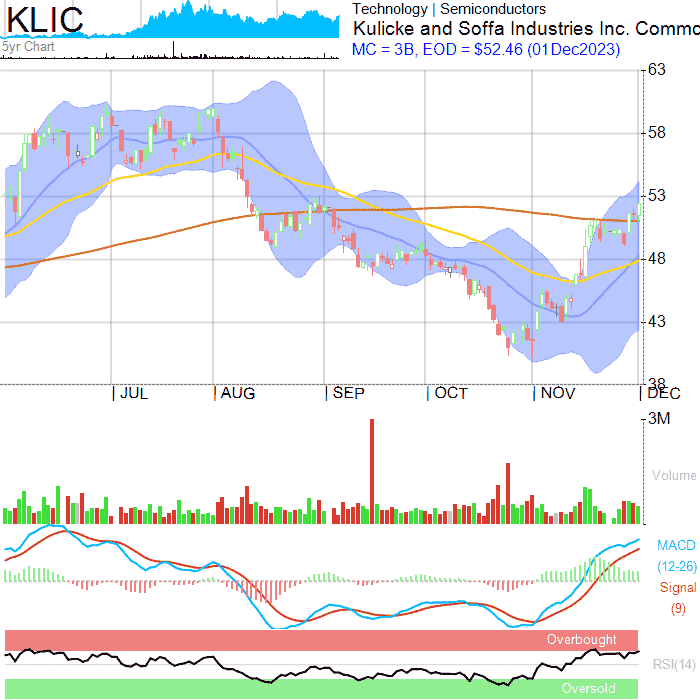 KLIC
5yr Chart
Technology | Semiconductors
Kulicke and Soffa Industries Inc. Commo
MC = 3B, EOD = $52.46 (01Dec2023)
63
58
53
48
43
38
JUL AUG SEP OCT NOV DEC
3M
Volume
MACD
(12-26)
Signal
(9)
Overbought
RSI(14)
Oversold